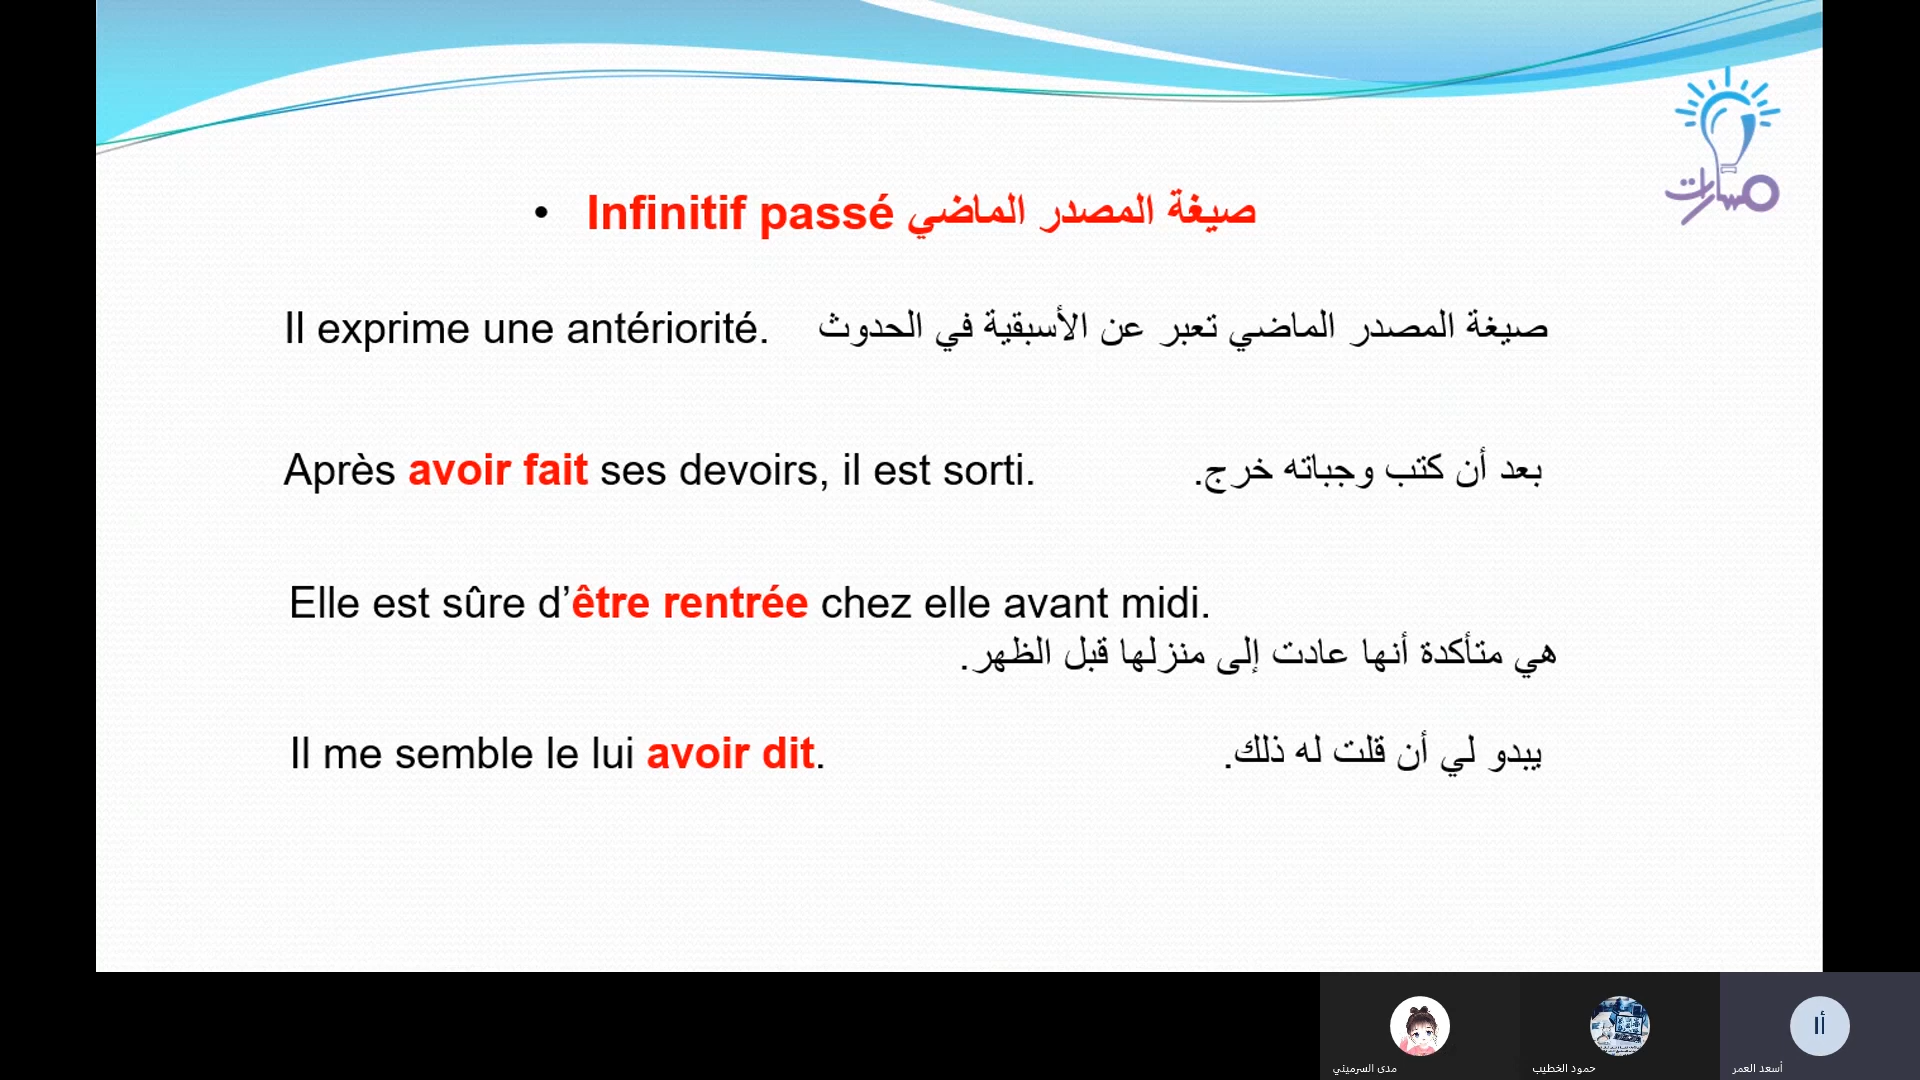 مسارات
• Infinitif passé صيغة المصدر الماضي
Il exprime une antériorité. صيغة المصدر الماضي تعبر عن الأسبقية في الحدوث
Après avoir fait ses devoirs, il est sorti. بعد أن كتب وجباته خرج.
Elle est sûre d’être rentrée chez elle avant midi.
هي متأكدة أنها عادت إلى منزلها قبل الظهر.
Il me semble le lui avoir dit. يبدو لي أن قلت له ذلك.
أا
مدى السرميني
حمود الخطيب
أسعد العمر